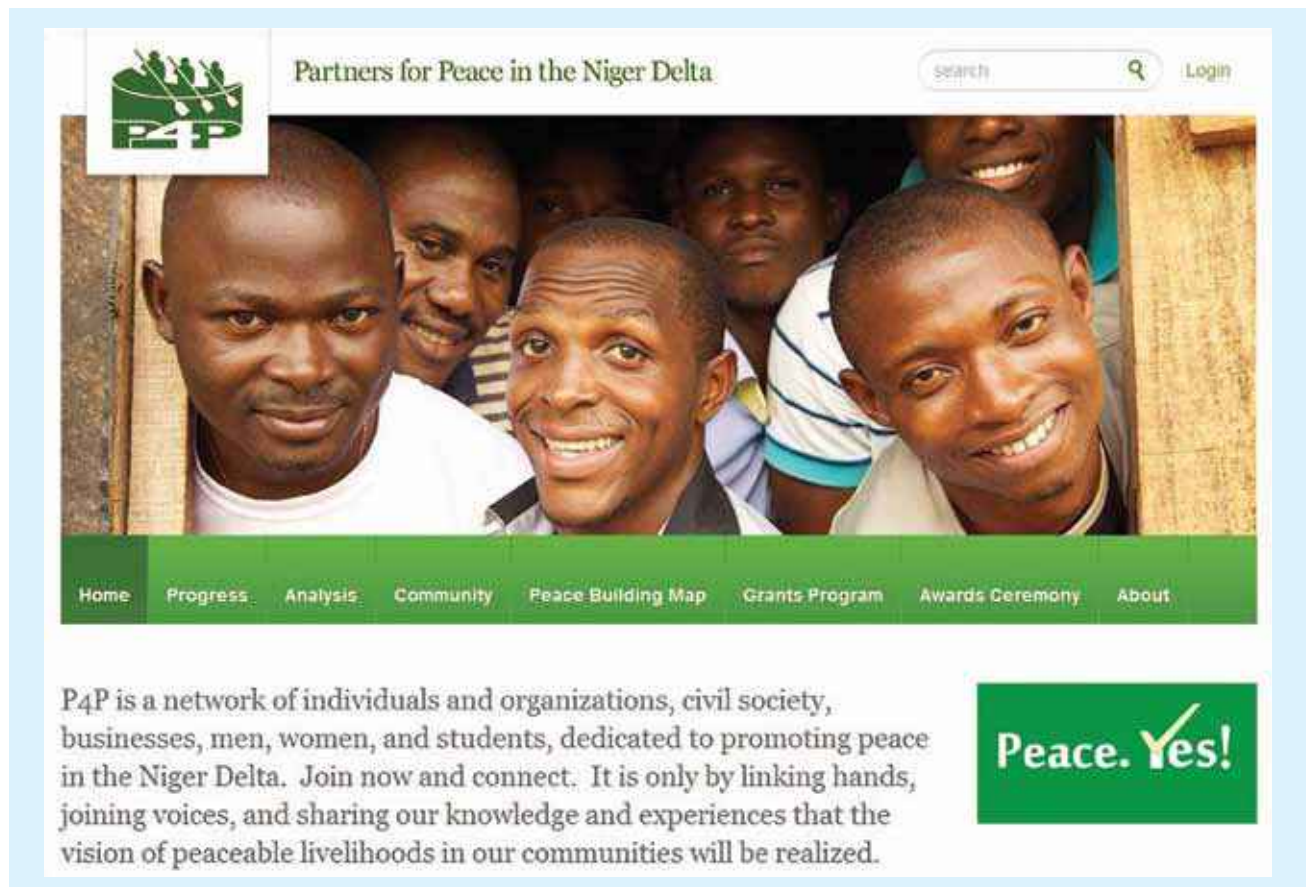 P4P
Partners for Peace in the Niger Delta
search
Login
Home Progress Analysis Community Peace Building Map Grants Program Awards Ceremony About
P4P is a network of individuals and organizations, civil society,
businesses, men, women, and students, dedicated to promoting peace
in the Niger Delta.  Join now and connect.  It is only by linking hands,
joining voices, and sharing our knowledge and experiences that the
vision of peaceable livelihoods in our communities will be realized.
Peace. Yes!